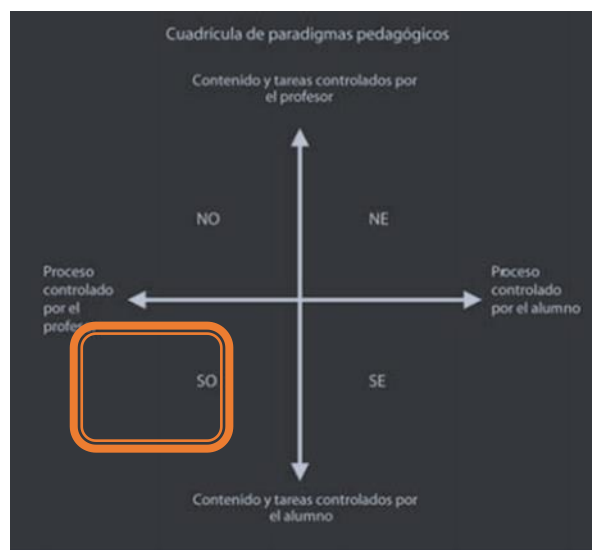 Cuadrícula de paradigmas pedagógicos
Contenido y tareas controlados por
el profesor
NO
NE
Proceso
controlado
por el
profesor
Proceso
controlado
por el alumno
SO
SE
Contenido y tareas controlados por
el alumno